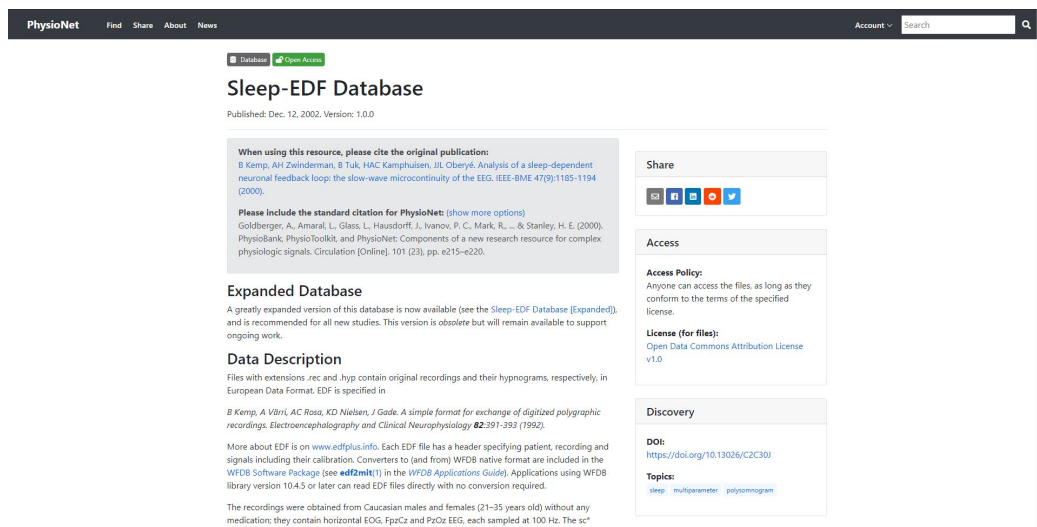 PhysioNet Find Share About News Account Search
Database Open Access
Sleep-EDF Database
Published: Dec. 12, 2002. Version: 1.0.0
When using this resource, please cite the original publication:
B Kemp, AH Zwinderman, B Tuk, HAC Kamphuisen, JJL Oberyé. Analysis of a sleep-dependent
neuronal feedback loop: the slow-wave microcontinuity of the EEG. IEEE-BME 47(9):1185-1194
(2000).
Please include the standard citation for PhysioNet: (show more options)
Goldberger, A., Amaral, L., Glass, L., Hausdorff, J., Ivanov, P. C., Mark, R., ... & Stanley, H. E. (2000).
PhysioBank, PhysioToolkit, and PhysioNet: Components of a new research resource for complex
physiologic signals. Circulation [Online]. 101 (23), pp. e215–e220.
Expanded Database
A greatly expanded version of this database is now available (see the Sleep-EDF Database [Expanded]),
and is recommended for all new studies. This version is obsolete but will remain available to support
ongoing work.
Data Description
Files with extensions .rec and .hyp contain original recordings and their hypnograms, respectively, in
European Data Format. EDF is specified in
B Kemp, A Värri, AC Rosa, KD Nielsen, J Gade. A simple format for exchange of digitized polygraphic
recordings. Electroencephalography and Clinical Neurophysiology 82:391-393 (1992).
More about EDF is on www.edfplus.info. Each EDF file has a header specifying patient, recording and
signals including their calibration. Converters to (and from) WFDB native format are included in the
WFDB Software Package (see edf2mit(1) in the WFDB Applications Guide). Applications using WFDB
library version 10.4.5 or later can read EDF files directly with no conversion required.
The recordings were obtained from Caucasian males and females (21–35 years old) without any
medication; they contain horizontal EOG, FpzCz and PzOz EEG, each sampled at 100 Hz. The sc*
Share
Access
Access Policy:
Anyone can access the files, as long as they
conform to the terms of the specified
license.
License (for files):
Open Data Commons Attribution License
v1.0
Discovery
DOI:
https://doi.org/10.13026/C2C30J
Topics:
sleep multiparameter polysomnogram